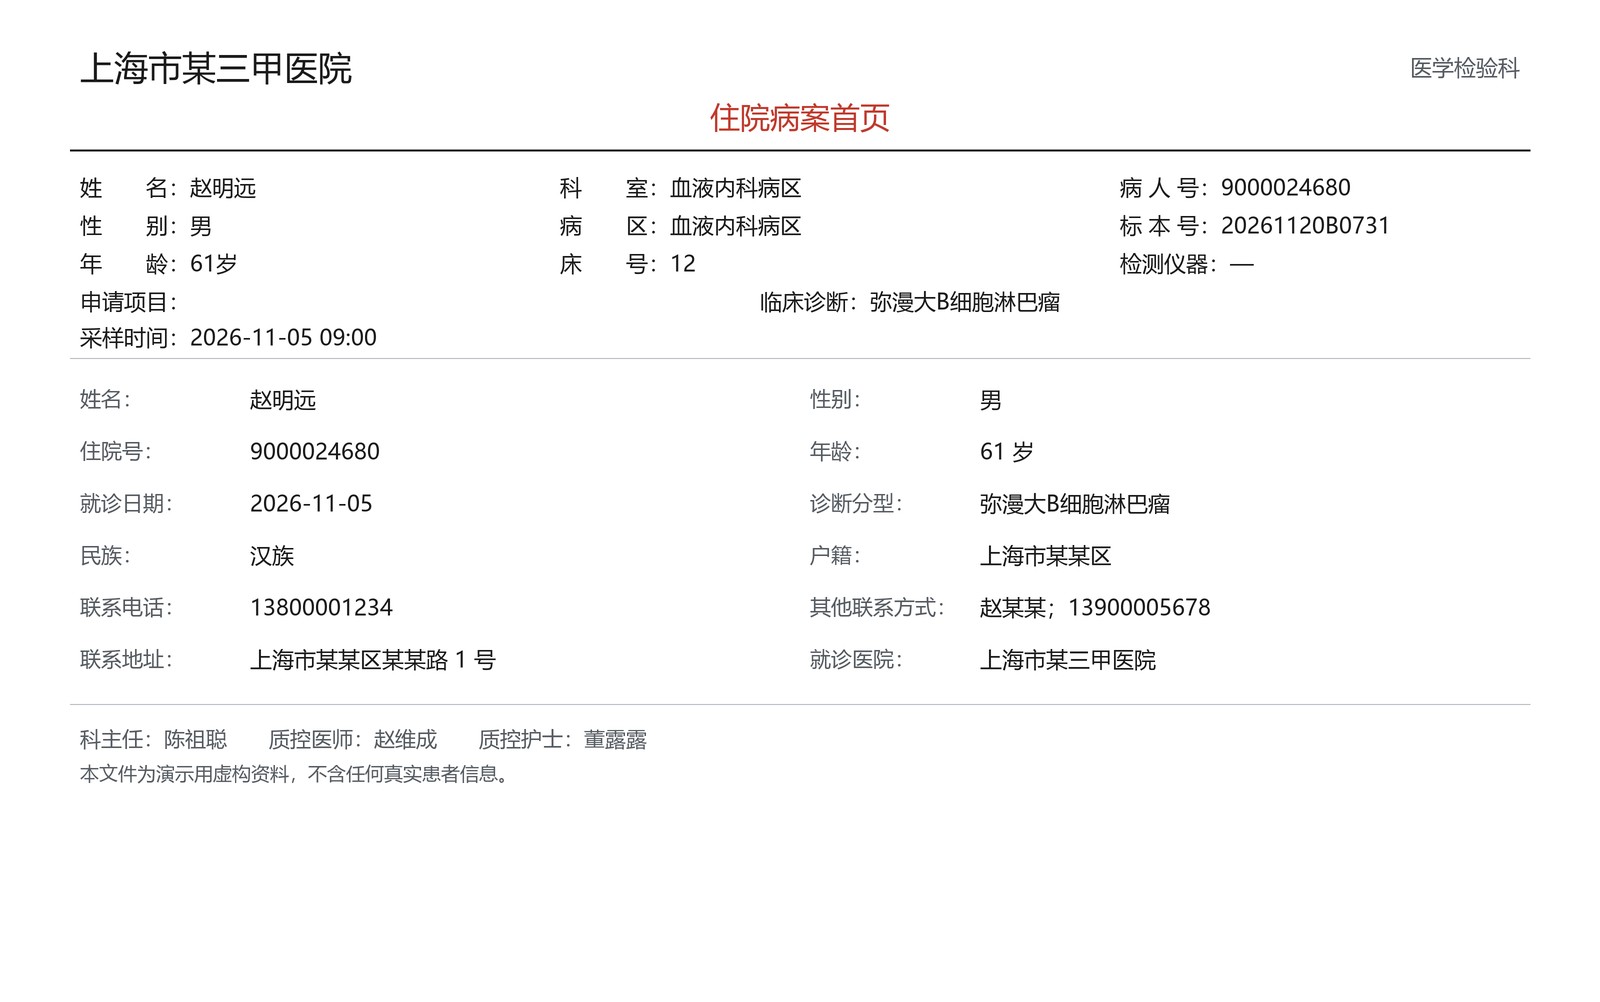 上海市某三甲医院 医学检验科
住院病案首页
姓 名：赵明远 科 室：血液内科病区 病 人 号：9000024680
性 别：男 病 区：血液内科病区 标 本 号：20261120B0731
年 龄：61岁 床 号：12 检测仪器：—
申请项目： 临床诊断：弥漫大B细胞淋巴瘤
采样时间：2026-11-05 09:00
姓名： 赵明远 性别： 男
住院号： 9000024680 年龄： 61 岁
就诊日期： 2026-11-05 诊断分型： 弥漫大B细胞淋巴瘤
民族： 汉族 户籍： 上海市某某区
联系电话： 13800001234 其他联系方式： 赵某某；13900005678
联系地址： 上海市某某区某某路 1 号 就诊医院： 上海市某三甲医院
科主任：陈祖聪 质控医师：赵维成 质控护士：董露露
本文件为演示用虚构资料，不含任何真实患者信息。